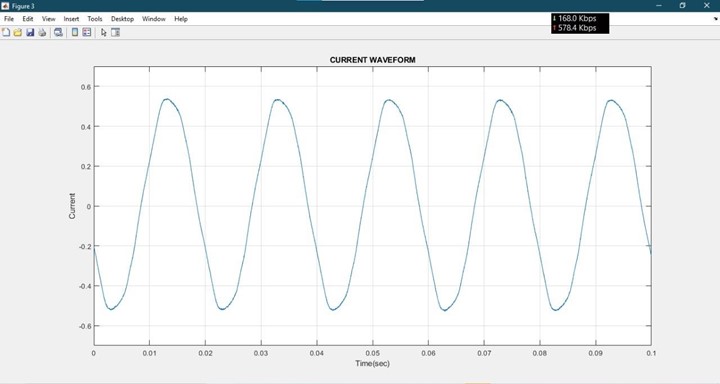 Figure 3
File Edit View Insert Tools Desktop Window Help
↓ 168.0 Kbps
↑ 578.4 Kbps
CURRENT WAVEFORM
0.6
0.4
0.2
0
-0.2
-0.4
-0.6
Current
0 0.01 0.02 0.03 0.04 0.05 0.06 0.07 0.08 0.09 0.1
Time(sec)